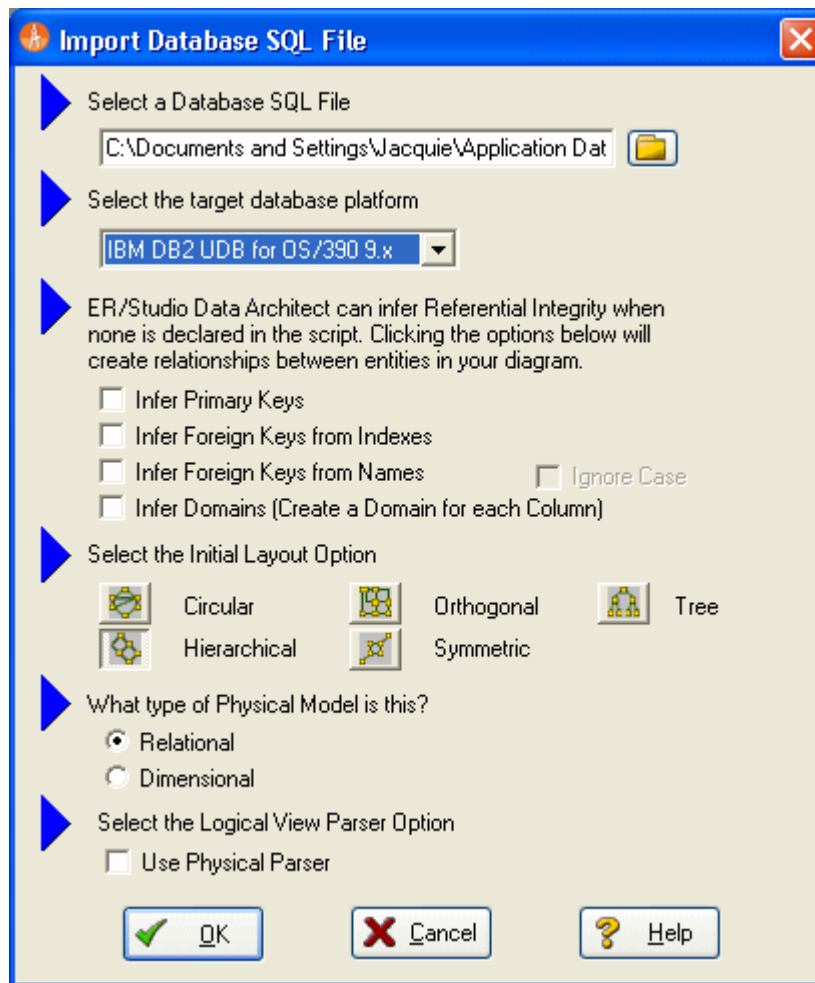 Import Database SQL File
Select a Database SQL File
C:\Documents and Settings\Jacquie\Application Dat
Select the target database platform
IBM DB2 UDB for OS/390 9.x
ER/Studio Data Architect can infer Referential Integrity when
none is declared in the script. Clicking the options below will
create relationships between entities in your diagram.
Infer Primary Keys
Infer Foreign Keys from Indexes
Infer Foreign Keys from Names Ignore Case
Infer Domains (Create a Domain for each Column)
Select the Initial Layout Option
Circular Orthogonal Tree
Hierarchical Symmetric
What type of Physical Model is this?
Relational
Dimensional
Select the Logical View Parser Option
Use Physical Parser
OK Cancel Help